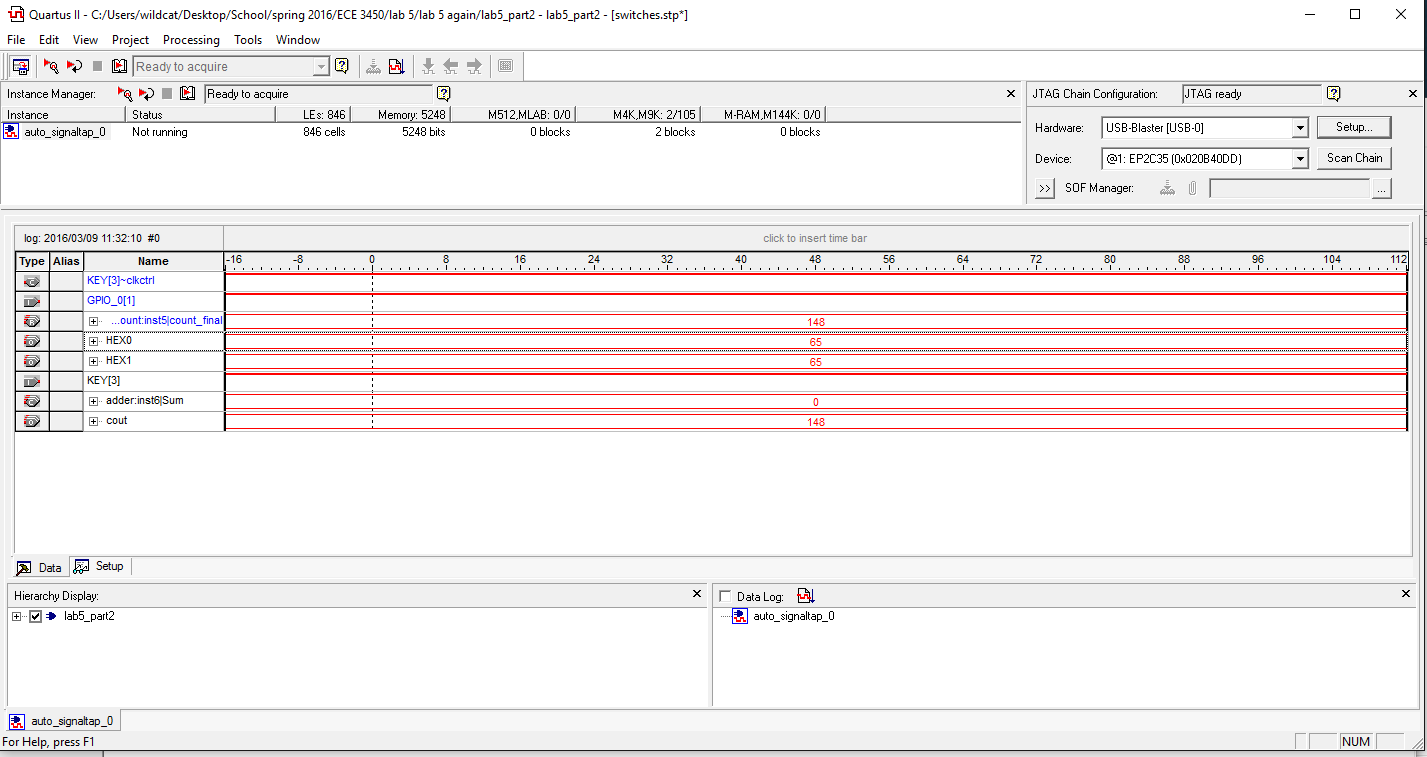 Quartus II - C:/Users/wildcat/Desktop/School/spring 2016/ECE 3450/lab 5/lab 5 again/lab5_part2 - lab5_part2 - [switches.stp*]
File Edit View Project Processing Tools Window
Ready to acquire
Instance Manager: Ready to acquire
Instance Status LEs: 846 Memory: 5248 M512,MLAB: 0/0 M4K,M9K: 2/105 M-RAM,M144K: 0/0
auto_signaltap_0 Not running 846 cells 5248 bits 0 blocks 2 blocks 0 blocks
JTAG Chain Configuration: JTAG ready
Hardware: USB-Blaster [USB-0] Setup...
Device: @1: EP2C35 (0x020B40DD) Scan Chain
>> SOF Manager: ...
log: 2016/03/09 11:32:10 #0 click to insert time bar
Type Alias Name -16 -8 0 8 16 24 32 40 48 56 64 72 80 88 96 104 112
KEY[3]~clkctrl
GPIO_0[1]
...ount:inst5|count_final 148
HEX0 65
HEX1 65
KEY[3]
adder:inst6|Sum 0
cout 148
Data Setup
Hierarchy Display:
lab5_part2
Data Log:
auto_signaltap_0
auto_signaltap_0
For Help, press F1 NUM